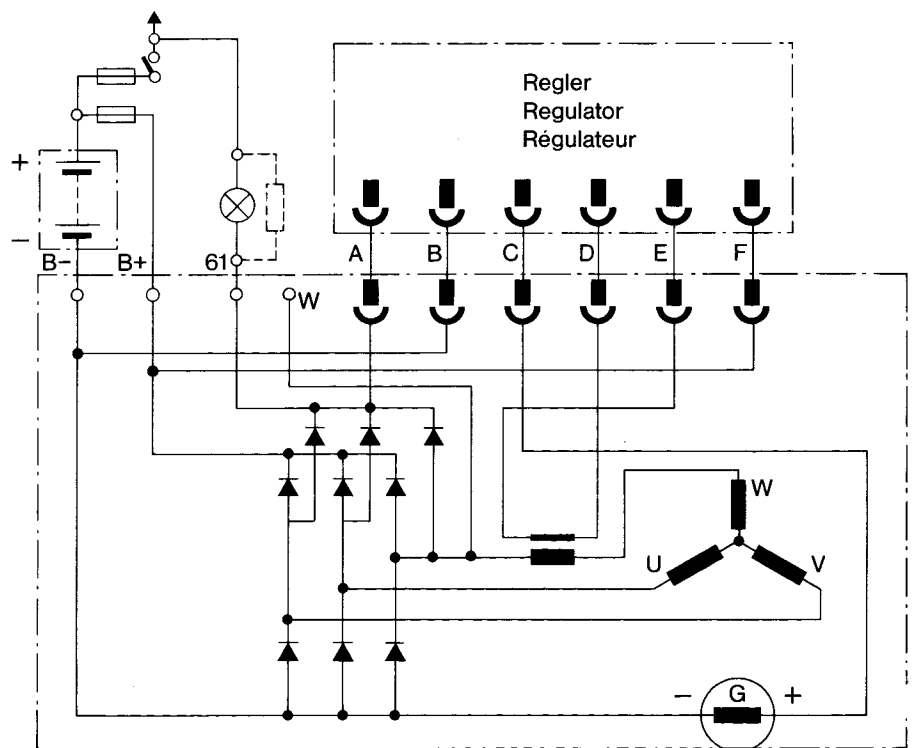 Regler
Regulator
Régulateur
+
−
B− B+ 61 A B C D E F
W
W
U V
− G +